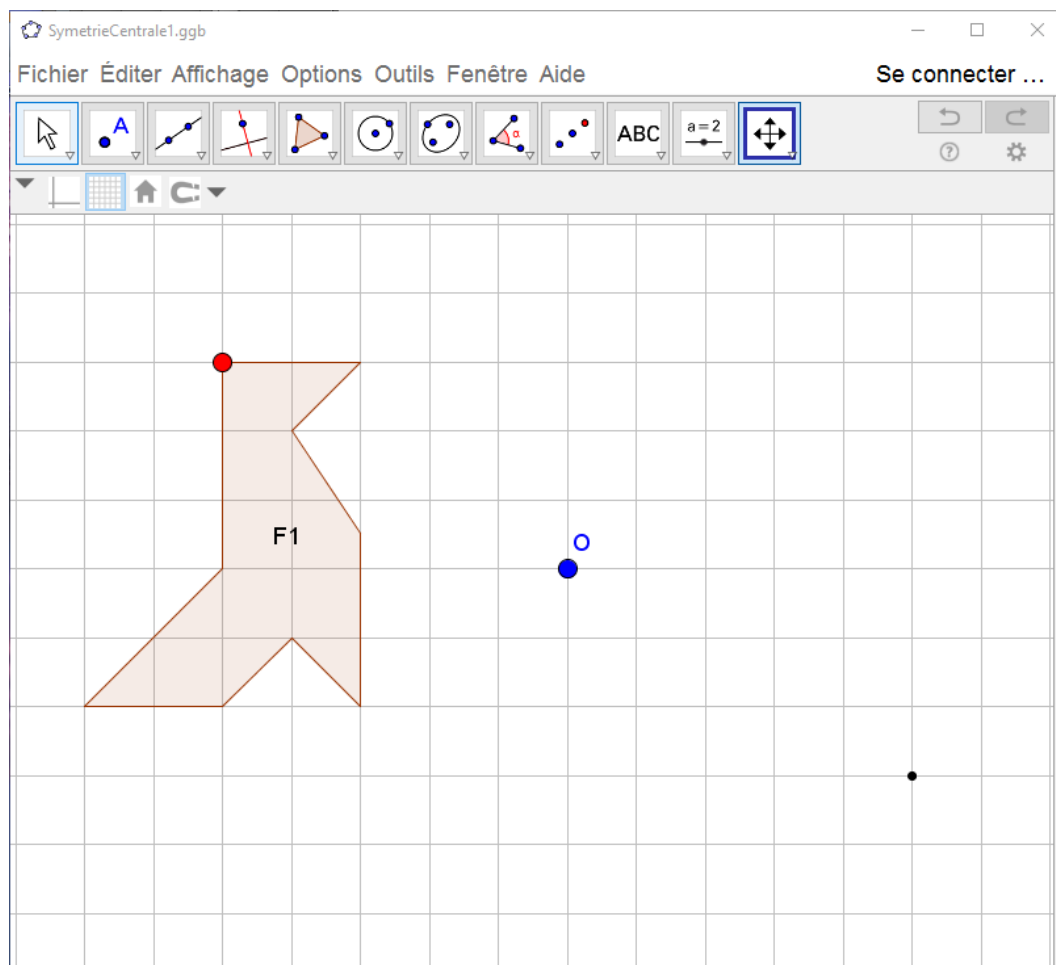 SymetrieCentrale1.ggb
Fichier Éditer Affichage Options Outils Fenêtre Aide Se connecter ...
A α ABC a = 2
F1
O